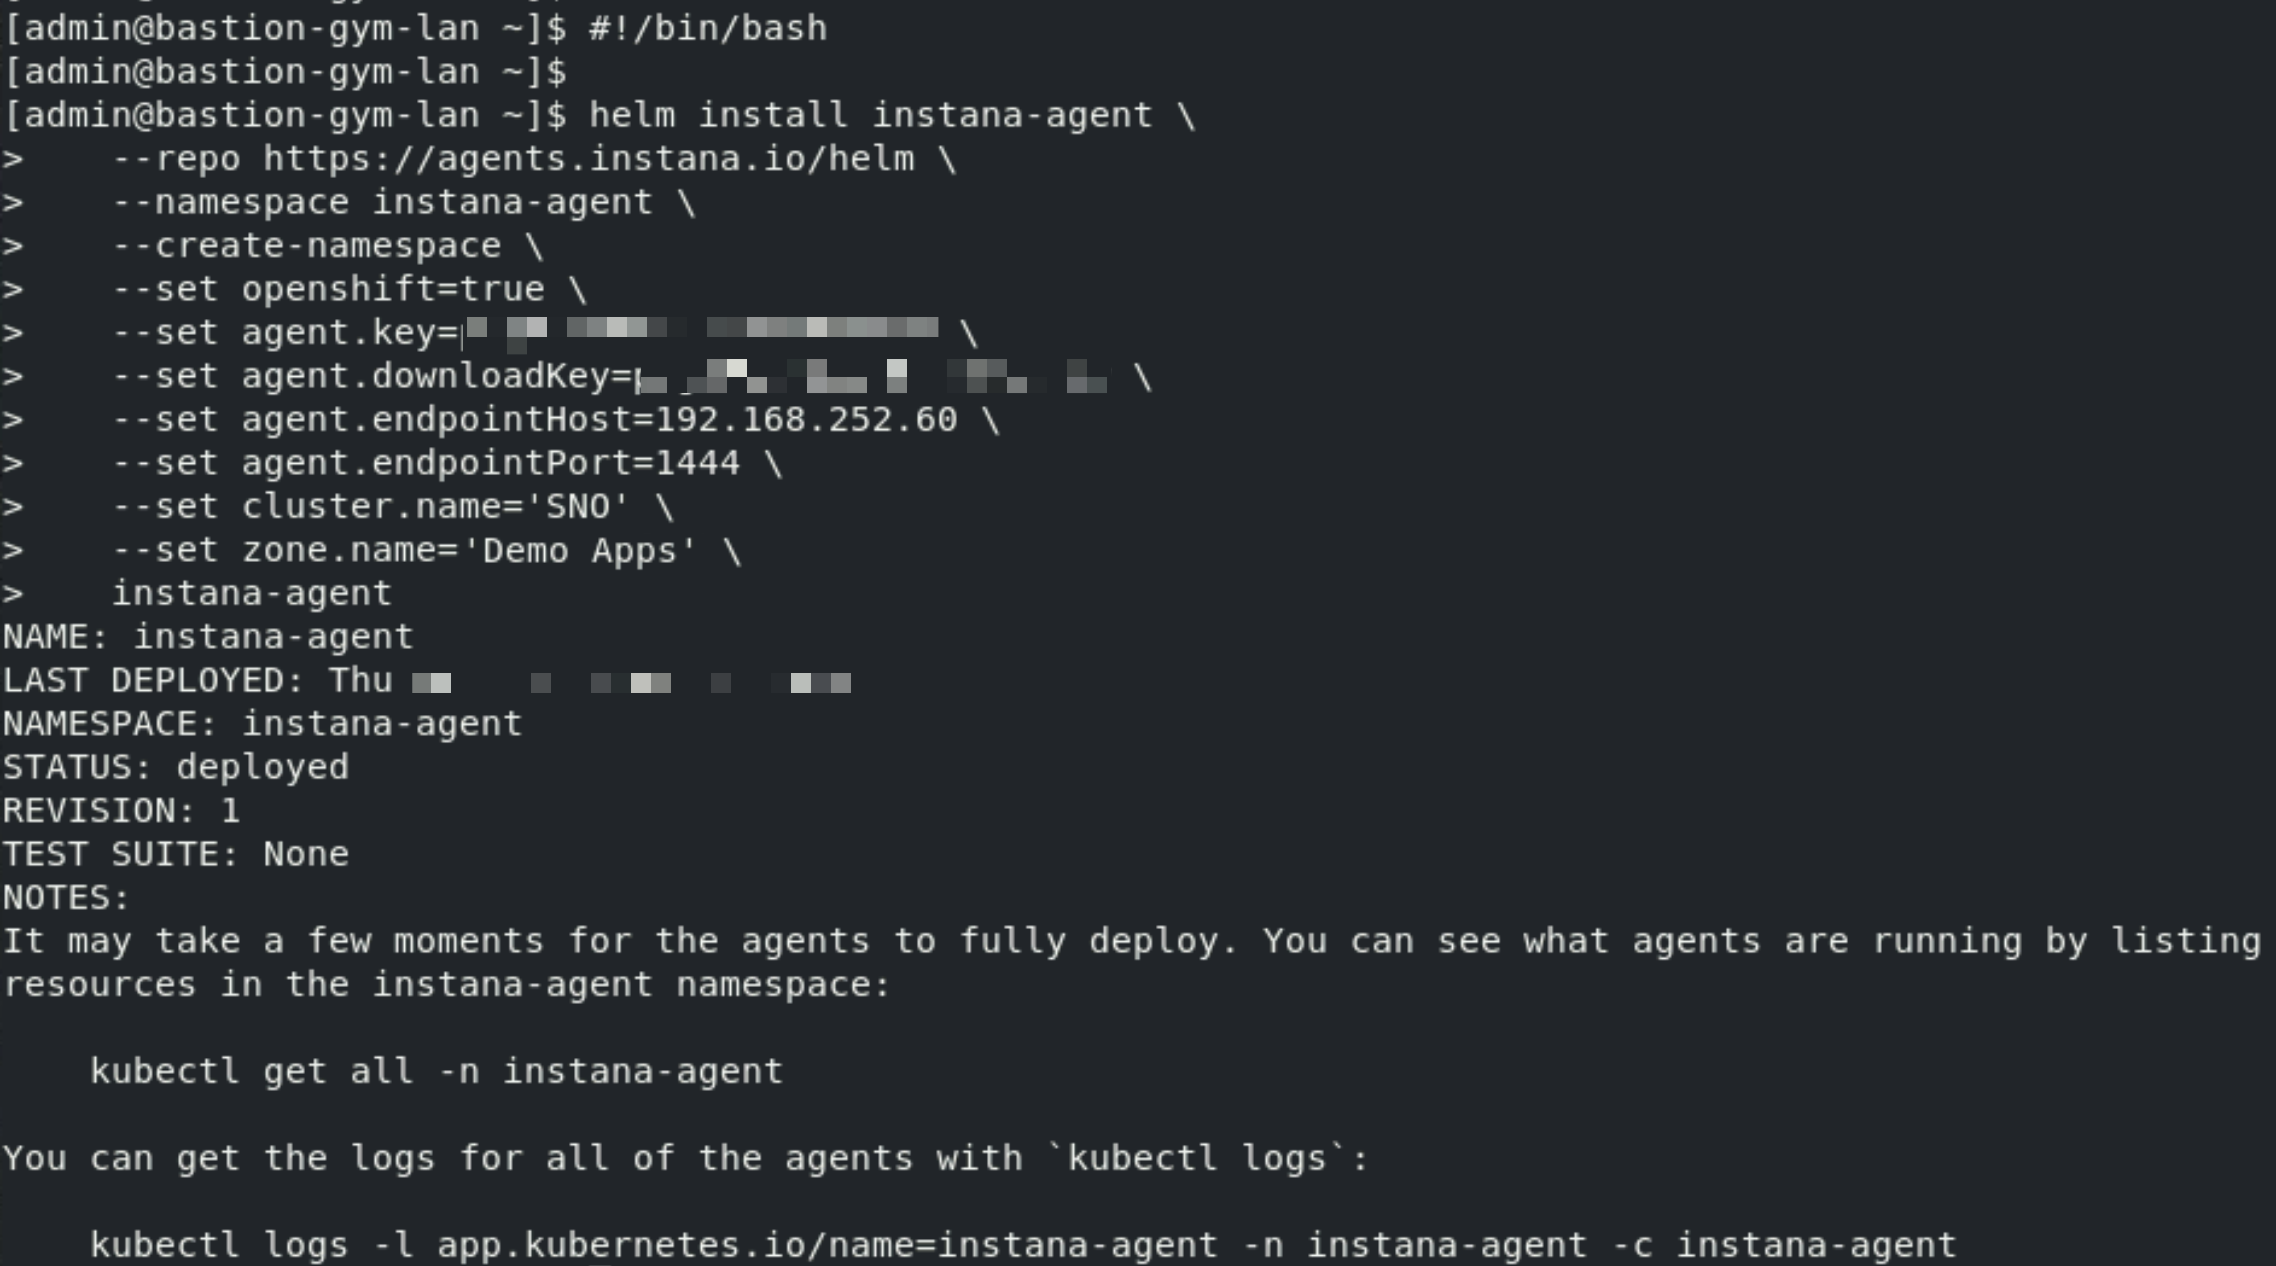 [admin@bastion-gym-lan ~]$ #!/bin/bash
[admin@bastion-gym-lan ~]$
[admin@bastion-gym-lan ~]$ helm install instana-agent \
>    --repo https://agents.instana.io/helm \
>    --namespace instana-agent \
>    --create-namespace \
>    --set openshift=true \
>    --set agent.key= \
>    --set agent.downloadKey= \
>    --set agent.endpointHost=192.168.252.60 \
>    --set agent.endpointPort=1444 \
>    --set cluster.name='SNO' \
>    --set zone.name='Demo Apps' \
>    instana-agent
NAME: instana-agent
LAST DEPLOYED: Thu
NAMESPACE: instana-agent
STATUS: deployed
REVISION: 1
TEST SUITE: None
NOTES:
It may take a few moments for the agents to fully deploy. You can see what agents are running by listing
resources in the instana-agent namespace:
    kubectl get all -n instana-agent
You can get the logs for all of the agents with `kubectl logs`:
    kubectl logs -l app.kubernetes.io/name=instana-agent -n instana-agent -c instana-agent